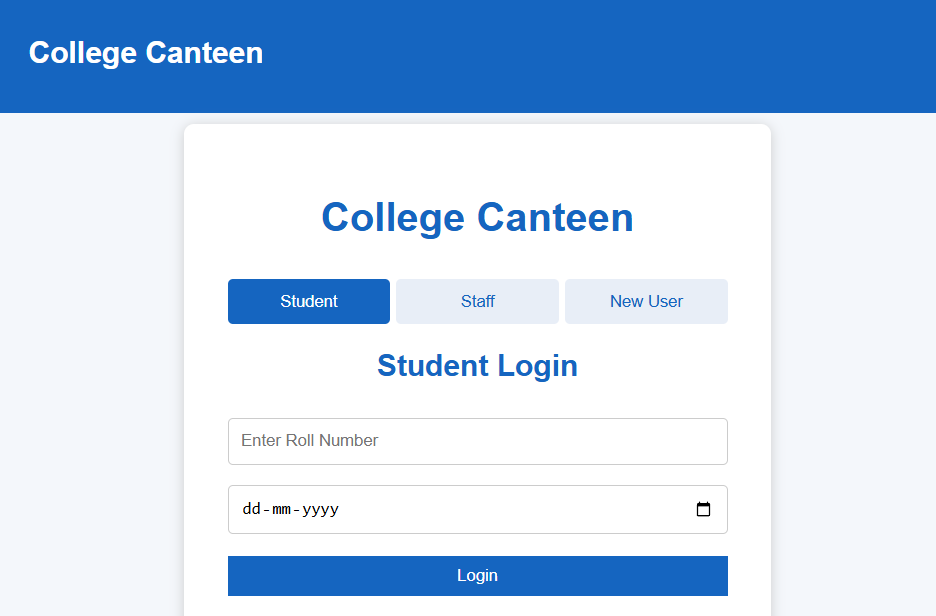 College Canteen
College Canteen
Student Staff New User
Student Login
Enter Roll Number
dd-mm-yyyy
Login